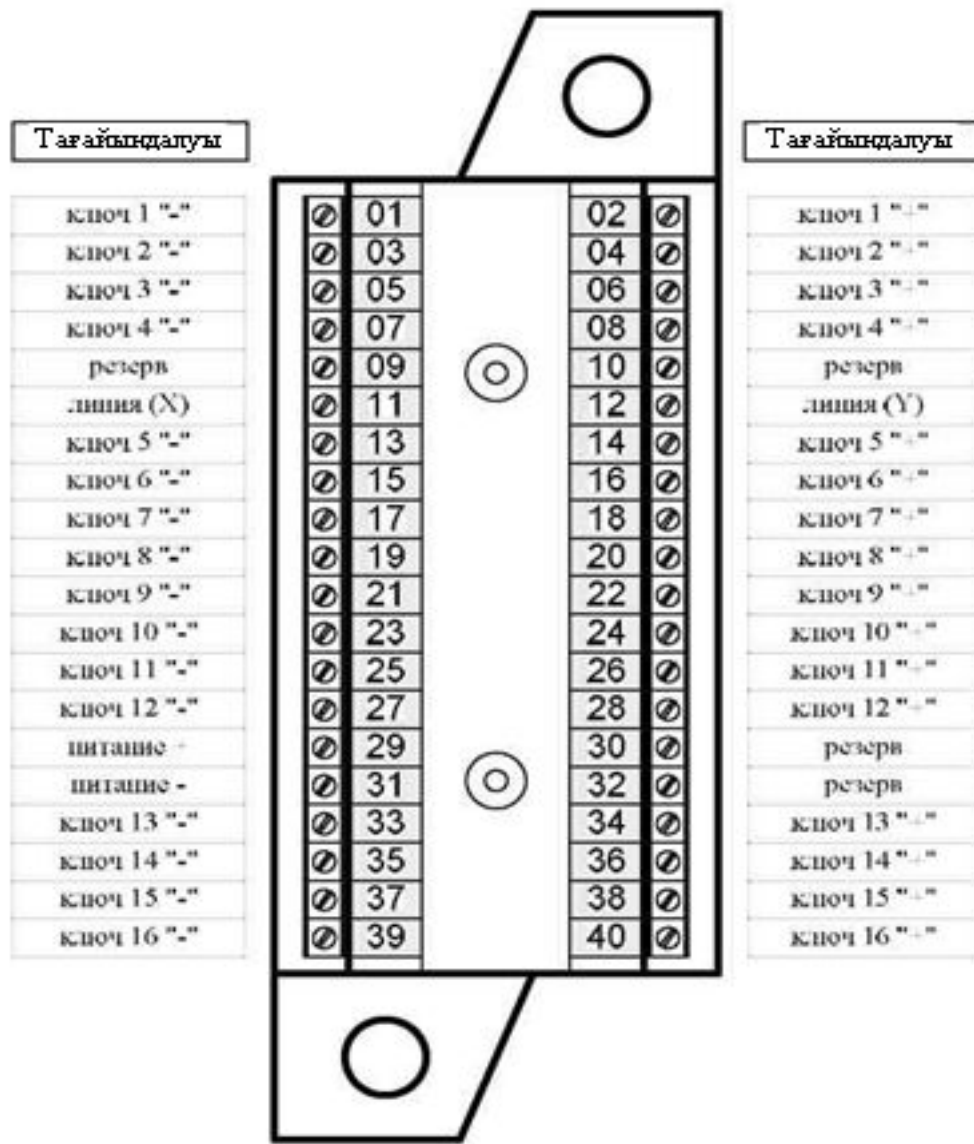 Тағайындалуы Тағайындалуы
ключ 1 "-" 01 02 ключ 1 "+"
ключ 2 "-" 03 04 ключ 2 "+"
ключ 3 "-" 05 06 ключ 3 "+"
ключ 4 "-" 07 08 ключ 4 "+"
резерв 09 10 резерв
линия (X) 11 12 линия (Y)
ключ 5 "-" 13 14 ключ 5 "+"
ключ 6 "-" 15 16 ключ 6 "+"
ключ 7 "-" 17 18 ключ 7 "+"
ключ 8 "-" 19 20 ключ 8 "+"
ключ 9 "-" 21 22 ключ 9 "+"
ключ 10 "-" 23 24 ключ 10 "+"
ключ 11 "-" 25 26 ключ 11 "+"
ключ 12 "-" 27 28 ключ 12 "+"
питание + 29 30 резерв
питание - 31 32 резерв
ключ 13 "-" 33 34 ключ 13 "+"
ключ 14 "-" 35 36 ключ 14 "+"
ключ 15 "-" 37 38 ключ 15 "+"
ключ 16 "-" 39 40 ключ 16 "+"